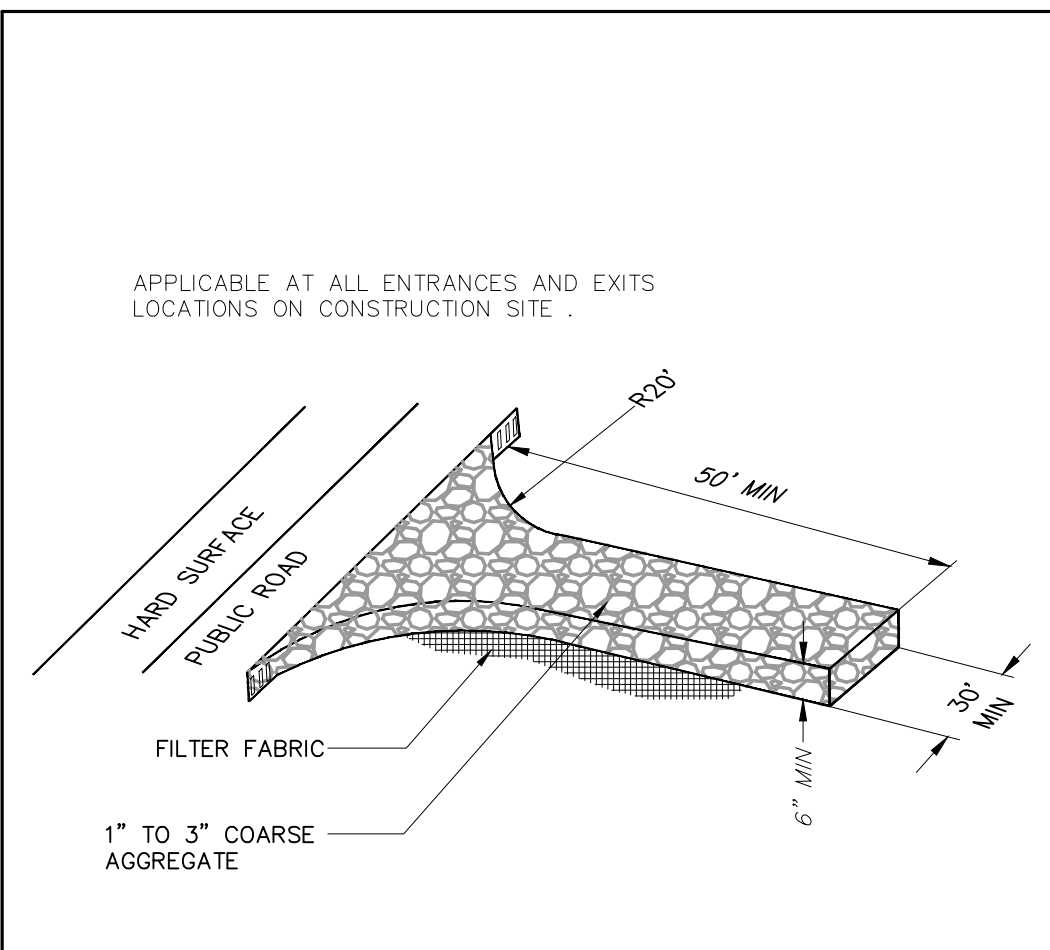 APPLICABLE AT ALL ENTRANCES AND EXITS
LOCATIONS ON CONSTRUCTION SITE .
R20'
50' MIN
HARD SURFACE
PUBLIC ROAD
30'
MIN
FILTER FABRIC
9" MIN
1" TO 3" COARSE
AGGREGATE